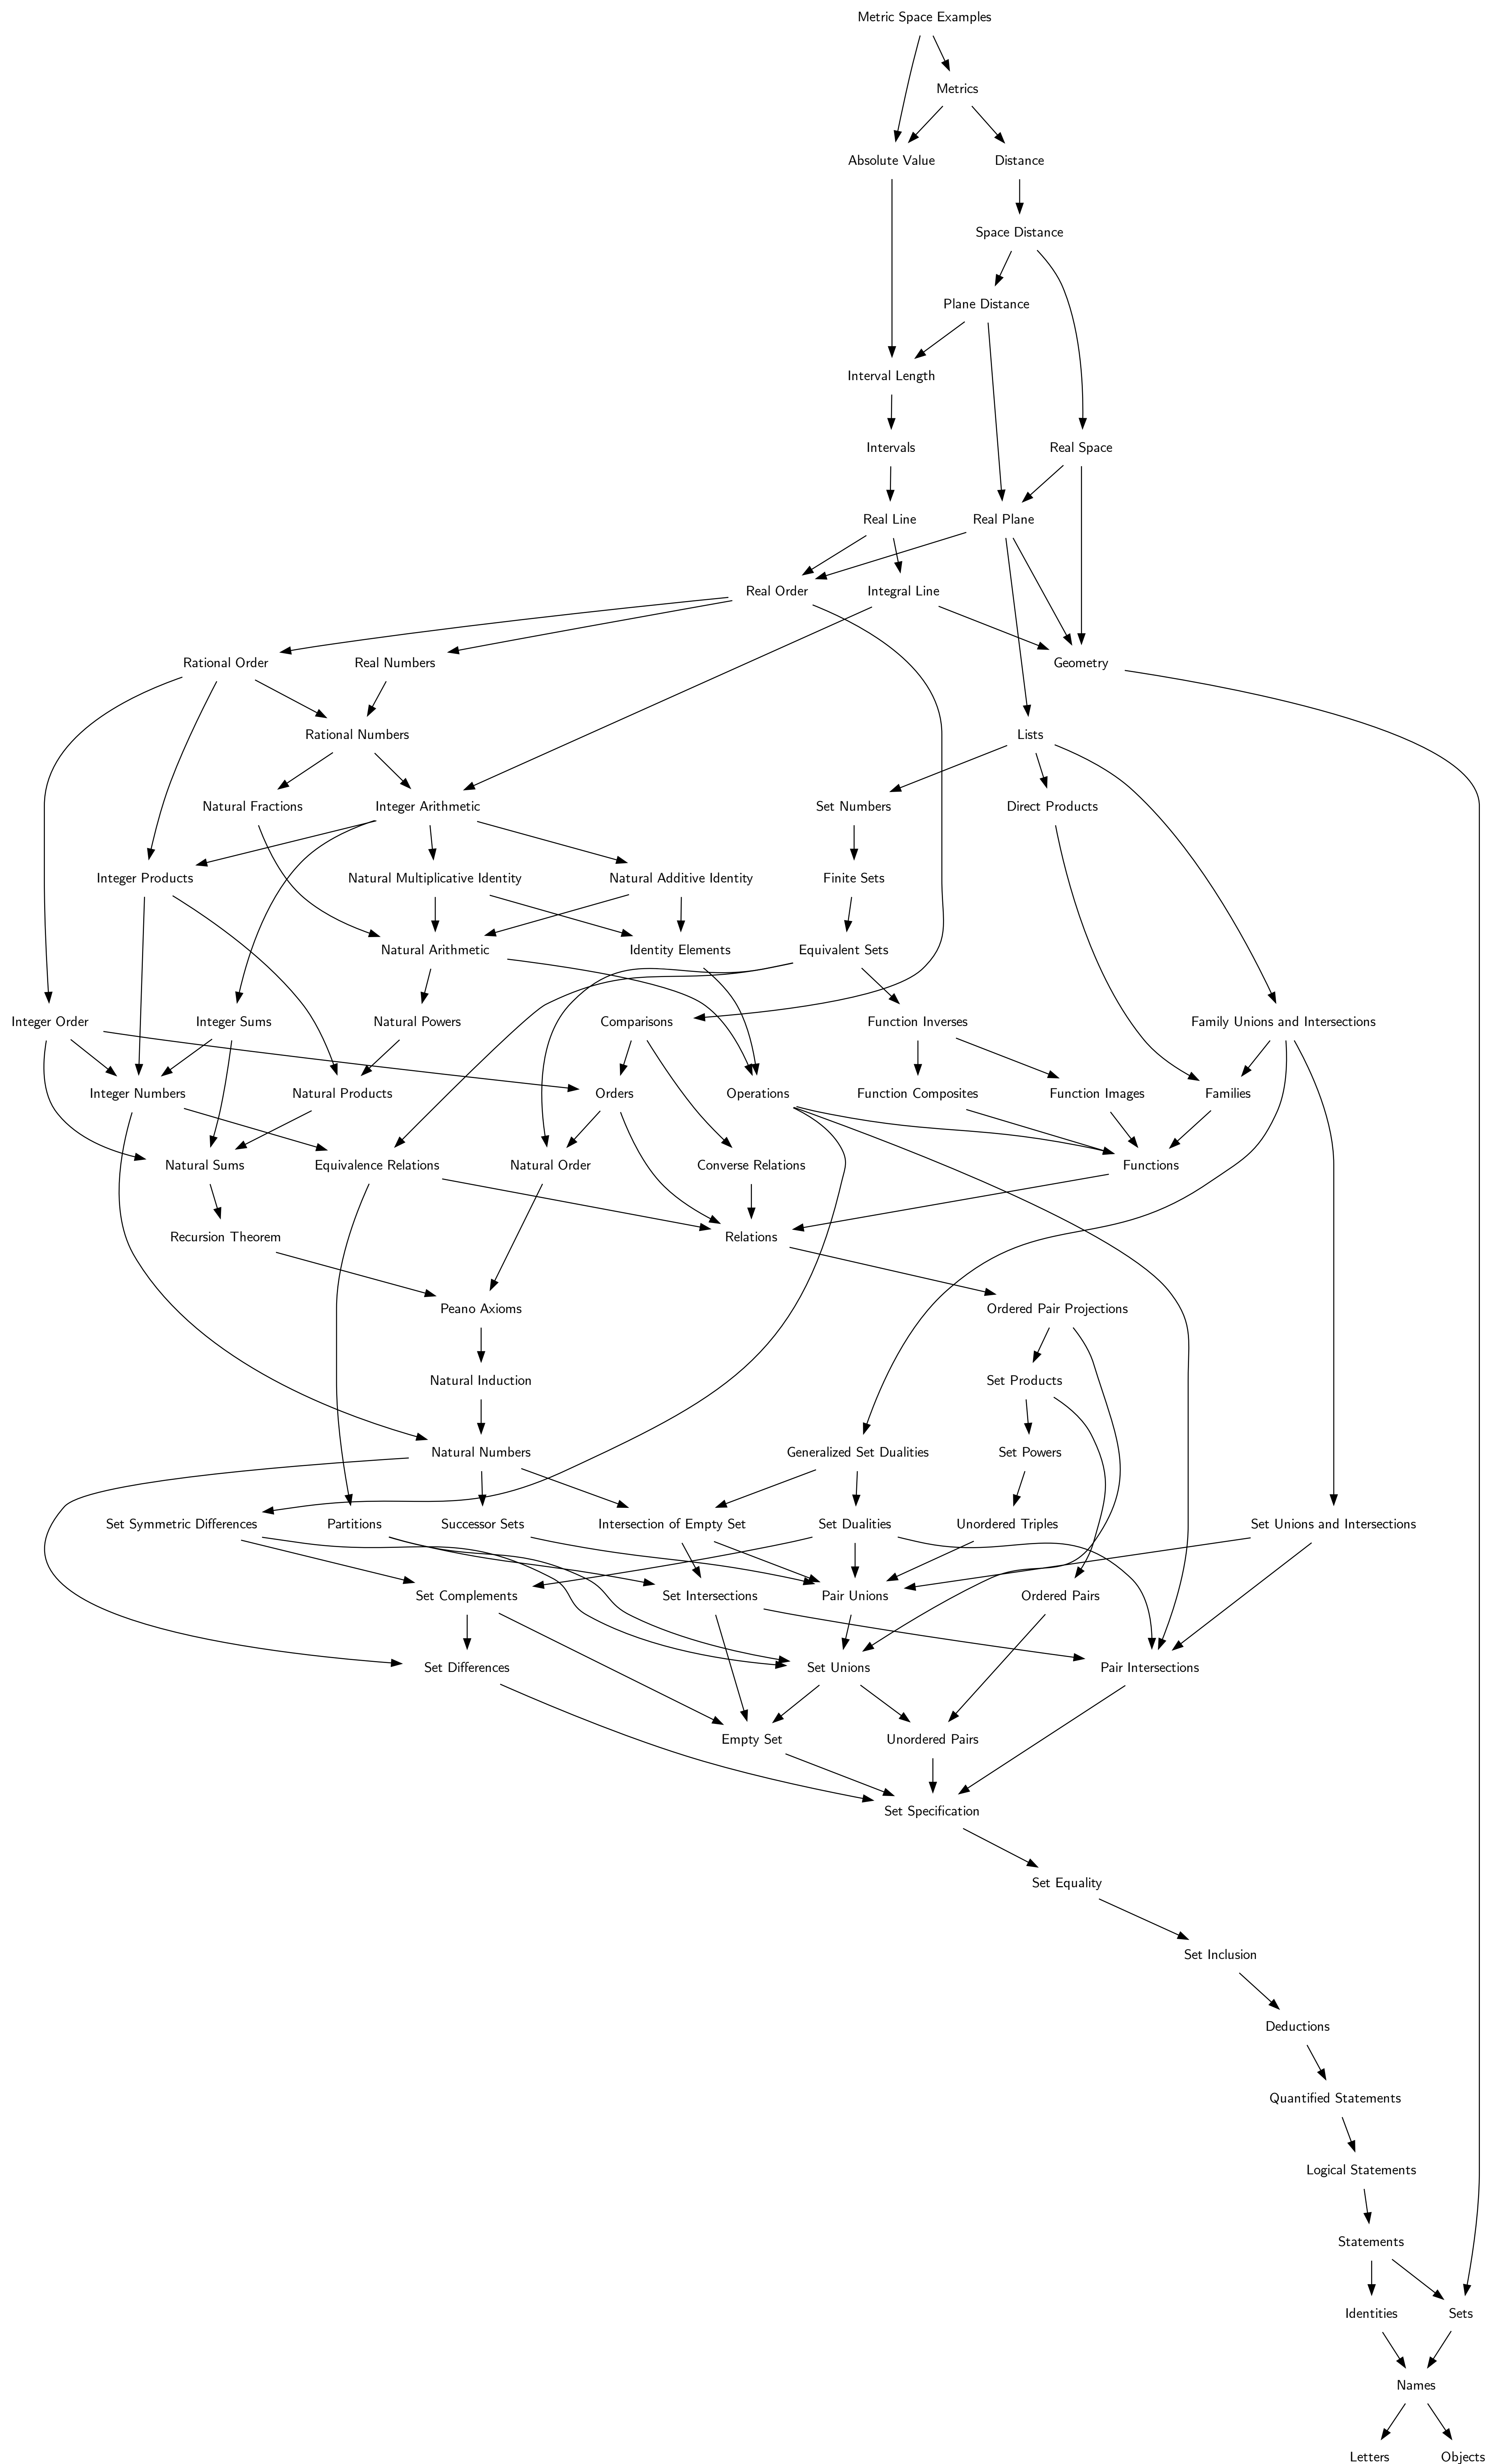 Metric Space Examples
Metrics
Absolute Value
Distance
Space Distance
Plane Distance
Interval Length
Intervals
Real Space
Real Line
Real Plane
Real Order
Integral Line
Rational Order
Real Numbers
Geometry
Rational Numbers
Lists
Natural Fractions
Integer Arithmetic
Set Numbers
Direct Products
Integer Products
Natural Multiplicative Identity
Natural Additive Identity
Finite Sets
Natural Arithmetic
Identity Elements
Equivalent Sets
Integer Order
Integer Sums
Natural Powers
Comparisons
Function Inverses
Family Unions and Intersections
Integer Numbers
Natural Products
Orders
Operations
Function Composites
Function Images
Families
Natural Sums
Equivalence Relations
Natural Order
Converse Relations
Functions
Recursion Theorem
Relations
Peano Axioms
Ordered Pair Projections
Natural Induction
Set Products
Natural Numbers
Generalized Set Dualities
Set Powers
Set Symmetric Differences
Partitions
Successor Sets
Intersection of Empty Set
Set Dualities
Unordered Triples
Set Unions and Intersections
Set Complements
Set Intersections
Pair Unions
Ordered Pairs
Set Differences
Set Unions
Pair Intersections
Empty Set
Unordered Pairs
Set Specification
Set Equality
Set Inclusion
Deductions
Quantified Statements
Logical Statements
Statements
Identities
Sets
Names
Letters
Objects